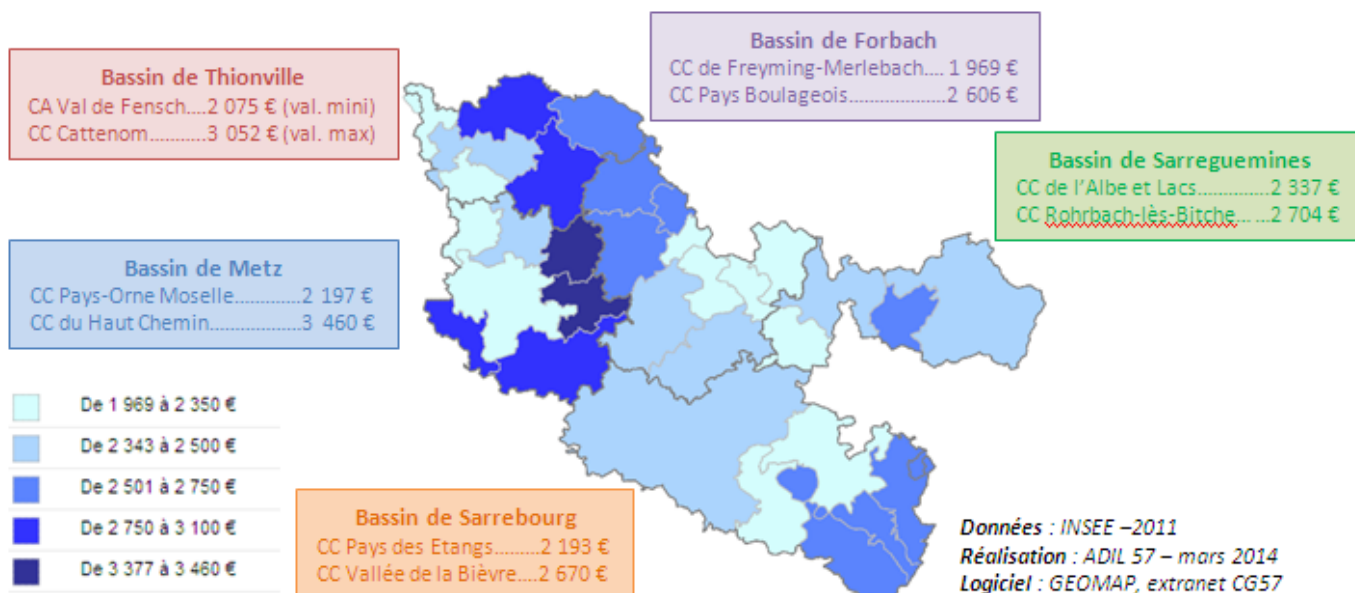 Bassin de Thionville
CA Val de Fensch....2 075 € (val. mini)
CC Cattenom............3 052 € (val. max)
Bassin de Forbach
CC de Freyming-Merlebach.... 1 969 €
CC Pays Boulageois...............2 606 €
Bassin de Sarreguemines
CC de l'Albe et Lacs..............2 337 €
CC Rohrbach-lès-Bitche... ...2 704 €
Bassin de Metz
CC Pays-Orne Moselle............2 197 €
CC du Haut Chemin................3 460 €
De 1 969 à 2 350 €
De 2 343 à 2 500 €
De 2 501 à 2 750 €
De 2 750 à 3 100 €
De 3 377 à 3 460 €
Bassin de Sarrebourg
CC Pays des Etangs.........2 193 €
CC Vallée de la Bièvre....2 670 €
Données : INSEE –2011
Réalisation : ADIL 57 – mars 2014
Logiciel : GEOMAP, extranet CG57